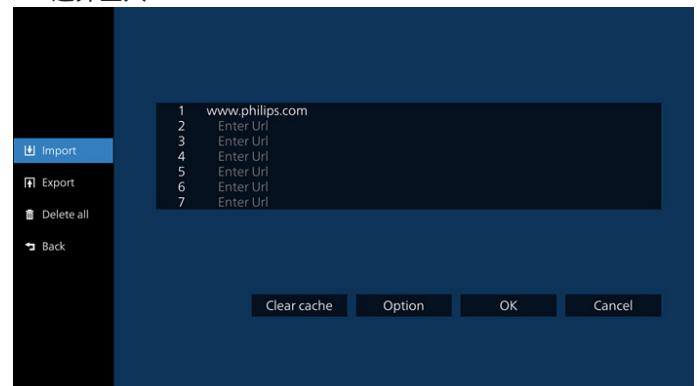 1 www.philips.com
2 Enter Url
3 Enter Url
4 Enter Url
5 Enter Url
6 Enter Url
7 Enter Url
Import
Export
Delete all
Back
Clear cache Option OK Cancel